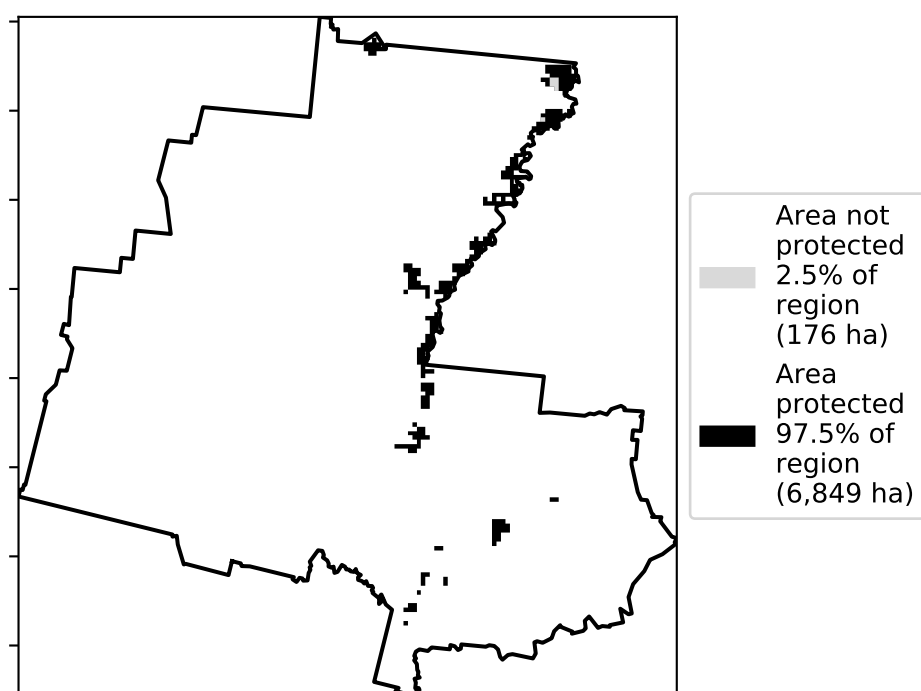 Area not
protected
2.5% of
region
(176 ha)
Area
protected
97.5% of
region
(6,849 ha)